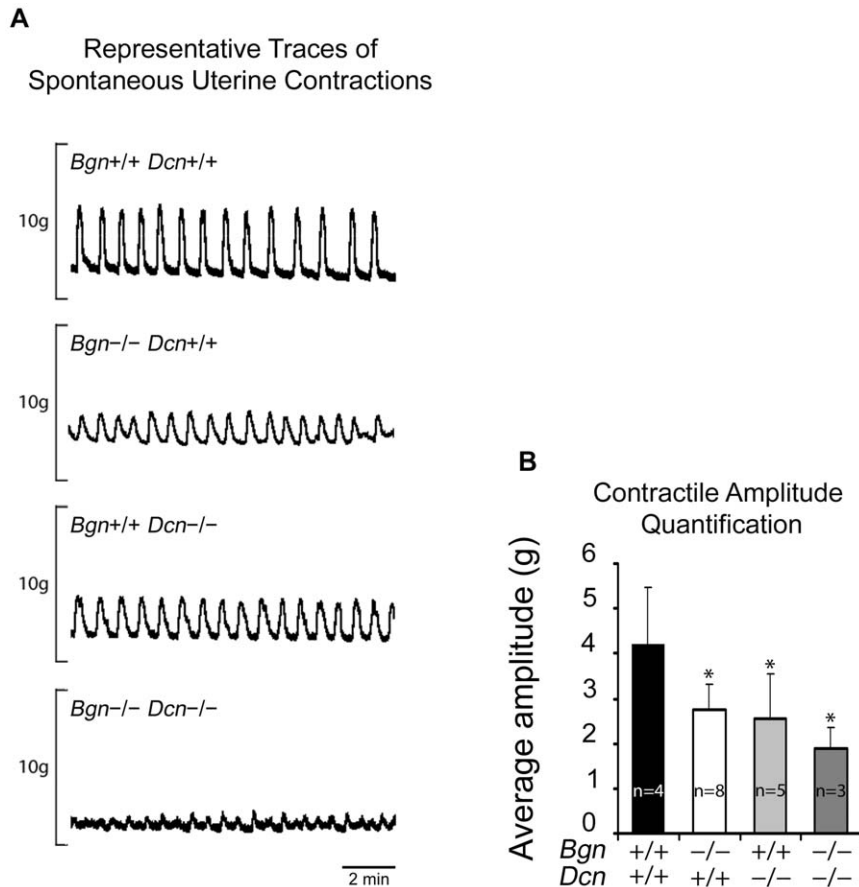 A
Representative Traces of
Spontaneous Uterine Contractions
Bgn+/+ Dcn+/+
10g
Bgn−/− Dcn+/+
10g
Bgn+/+ Dcn−/−
10g
Bgn−/− Dcn−/−
10g
2 min
B
Contractile Amplitude
Quantification
Average amplitude (g)
6
5
4
3
2
1
0
*
*
*
n=4
n=8
n=5
n=3
Bgn +/+ −/− +/+ −/−
Dcn +/+ +/+ −/− −/−